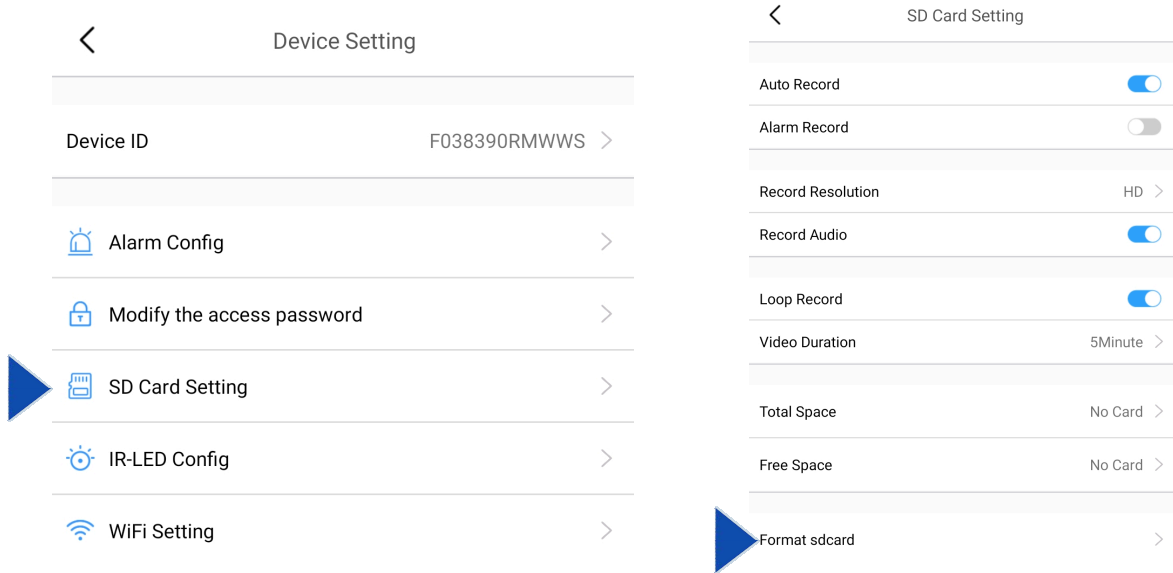 Device Setting
Device ID F038390RMWWS
Alarm Config
Modify the access password
SD Card Setting
IR-LED Config
WiFi Setting
SD Card Setting
Auto Record
Alarm Record
Record Resolution HD
Record Audio
Loop Record
Video Duration 5Minute
Total Space No Card
Free Space No Card
Format sdcard